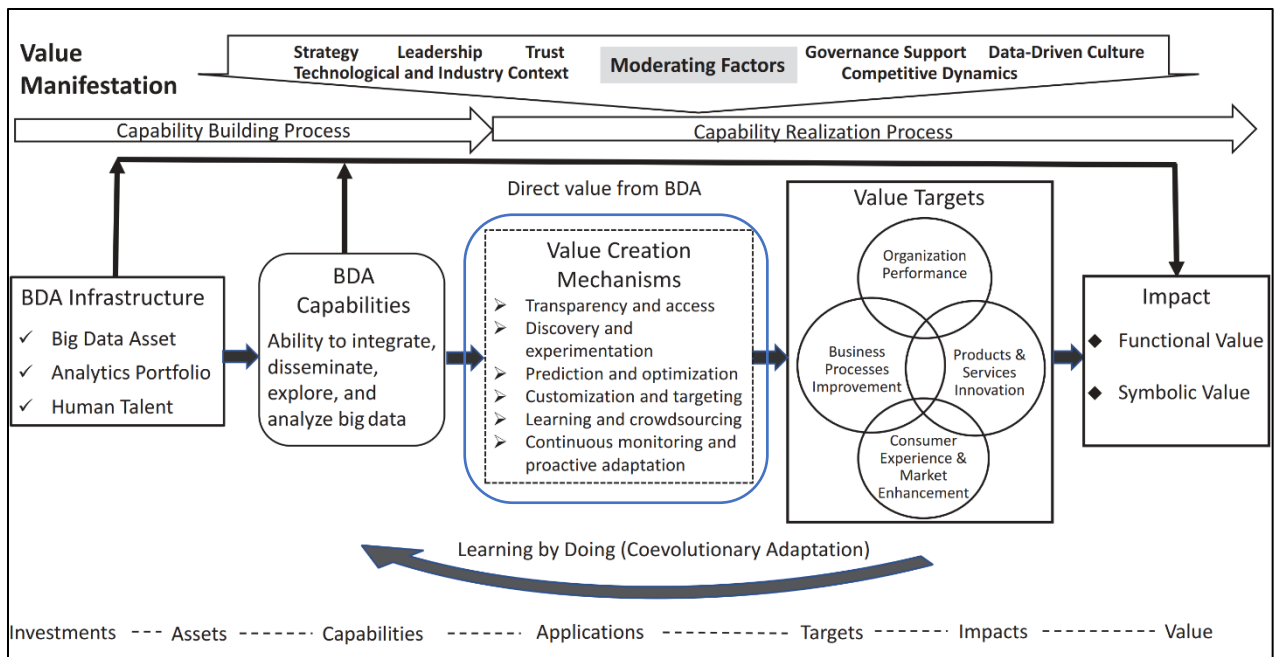 Value
Manifestation
Strategy Leadership Trust
Technological and Industry Context
Moderating Factors
Governance Support Data-Driven Culture
Competitive Dynamics
Capability Building Process
Capability Realization Process
Direct value from BDA
BDA Infrastructure
✓ Big Data Asset
✓ Analytics Portfolio
✓ Human Talent
BDA
Capabilities
Ability to integrate,
disseminate,
explore, and
analyze big data
Value Creation
Mechanisms
➢ Transparency and access
➢ Discovery and
experimentation
➢ Prediction and optimization
➢ Customization and targeting
➢ Learning and crowdsourcing
➢ Continuous monitoring and
proactive adaptation
Value Targets
Organization
Performance
Business
Processes
Improvement
Products &
Services
Innovation
Consumer
Experience &
Market
Enhancement
Impact
◆ Functional Value
◆ Symbolic Value
Learning by Doing (Coevolutionary Adaptation)
Investments --- Assets ----- Capabilities ----- Applications ------- Targets ----- Impacts ------ Value